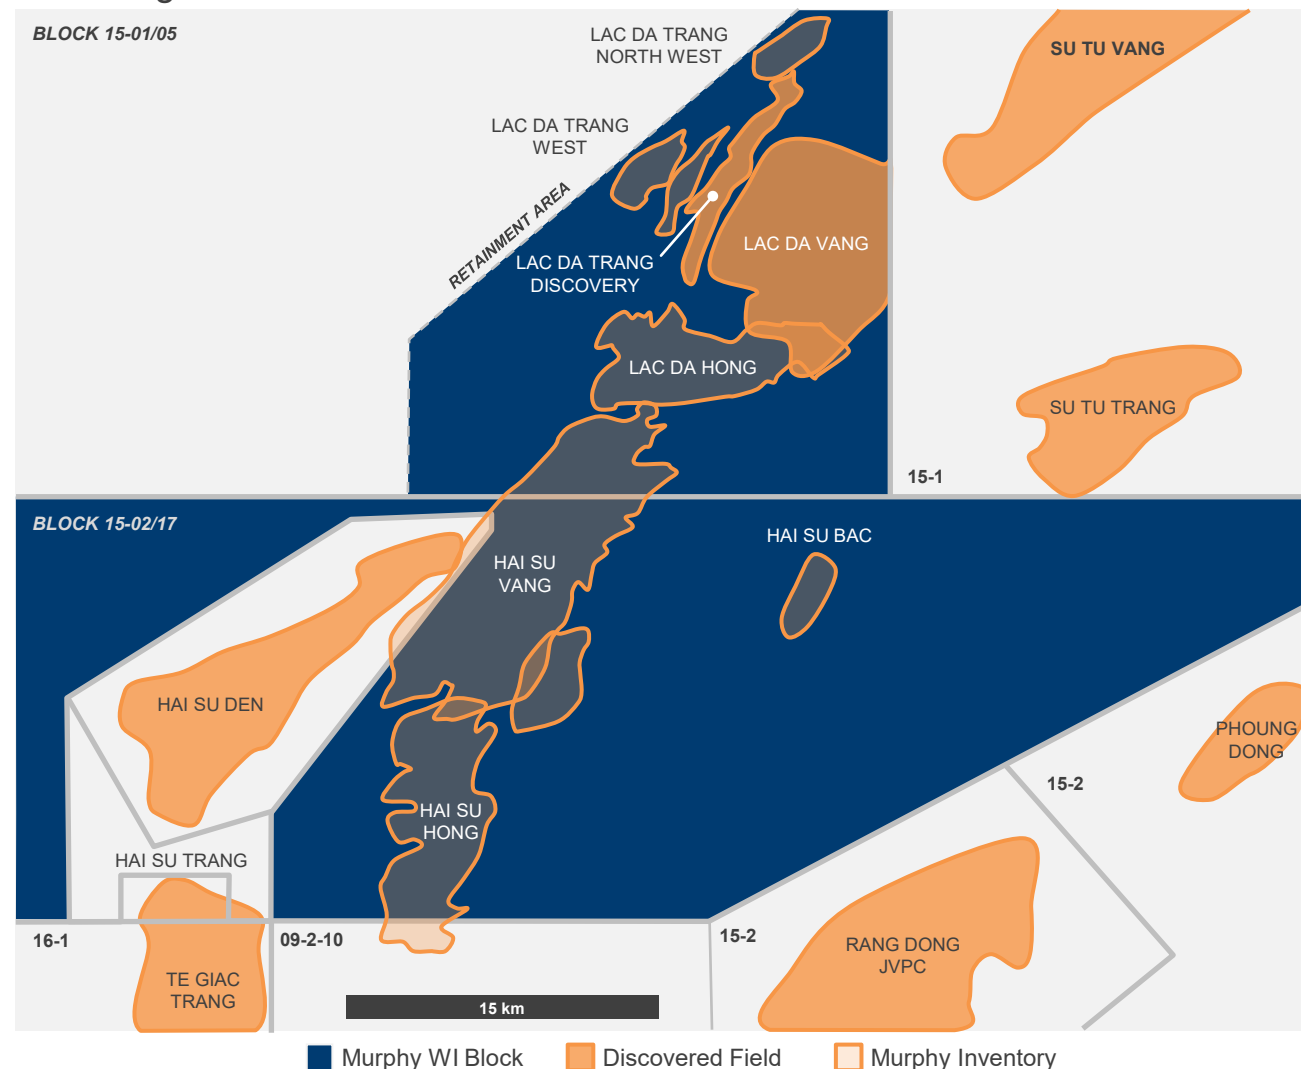 BLOCK 15-01/05
LAC DA TRANG
NORTH WEST
SU TU VANG
LAC DA TRANG
WEST
RETAINMENT AREA
LAC DA VANG
LAC DA TRANG
DISCOVERY
LAC DA HONG
SU TU TRANG
15-1
BLOCK 15-02/17
HAI SU BAC
HAI SU
VANG
HAI SU DEN
PHOUNG
DONG
15-2
HAI SU
HONG
HAI SU TRANG
16-1
09-2-10
15-2
RANG DONG
JVPC
TE GIAC
TRANG
15 km
Murphy WI Block
Discovered Field
Murphy Inventory